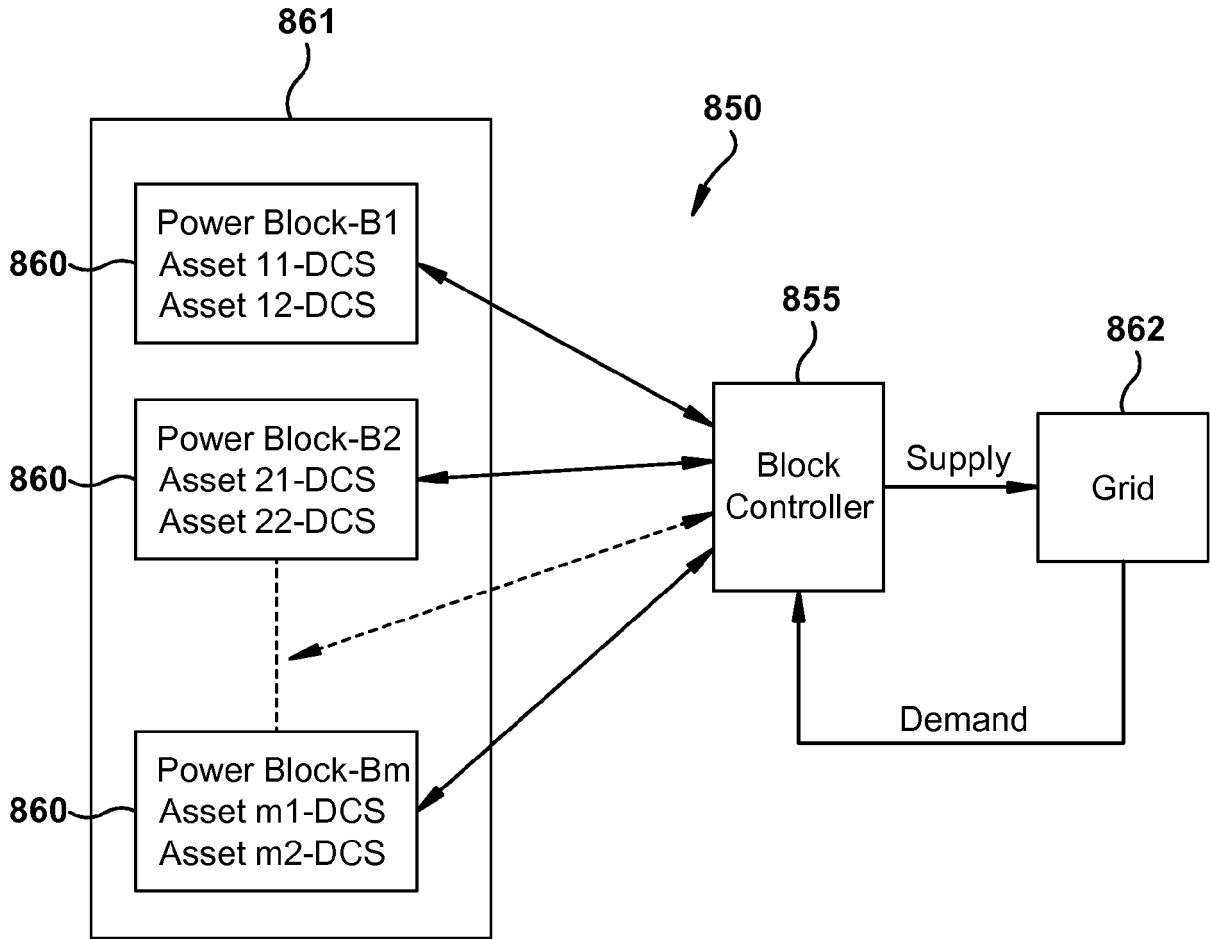 861
850
860
Power Block-B1
Asset 11-DCS
Asset 12-DCS
855
862
860
Power Block-B2
Asset 21-DCS
Asset 22-DCS
Block
Controller
Supply
Grid
Demand
860
Power Block-Bm
Asset m1-DCS
Asset m2-DCS